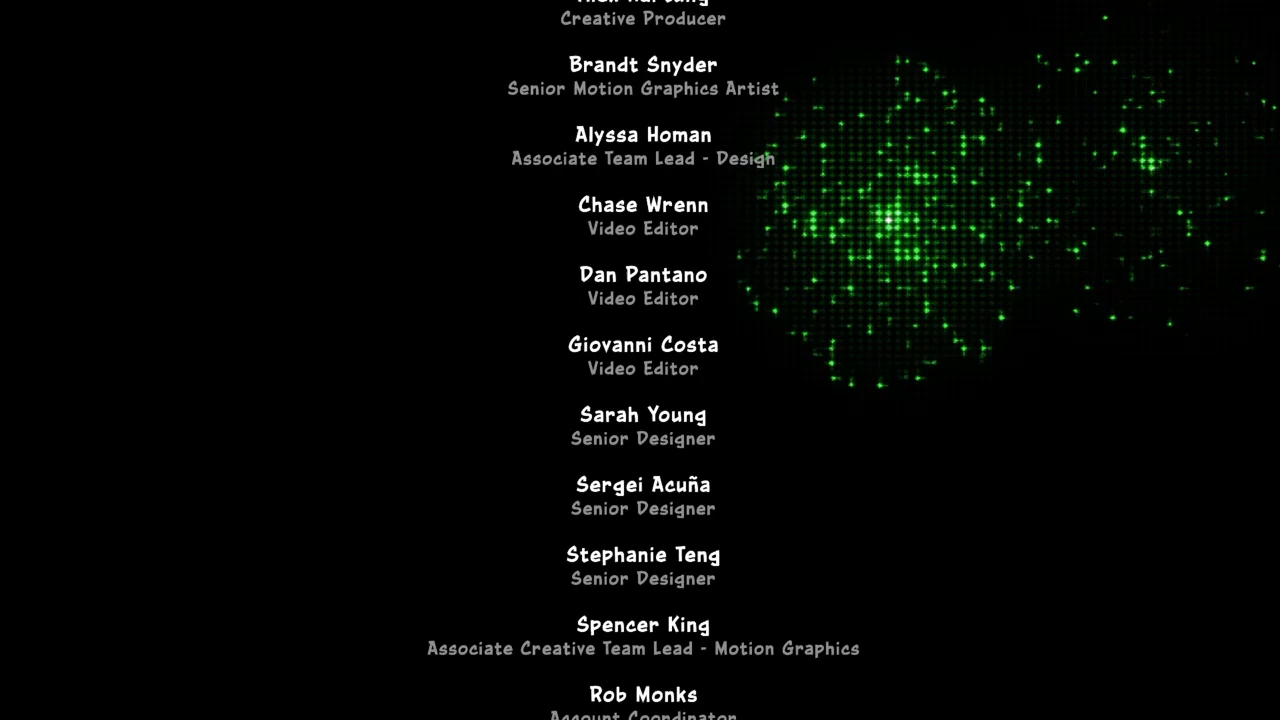 Creative Producer
Brandt Snyder
Senior Motion Graphics Artist
Alyssa Homan
Associate Team Lead - Design
Chase Wrenn
Video Editor
Dan Pantano
Video Editor
Giovanni Costa
Video Editor
Sarah Young
Senior Designer
Sergei Acuña
Senior Designer
Stephanie Teng
Senior Designer
Spencer King
Associate Creative Team Lead - Motion Graphics
Rob Monks
Account Coordinator